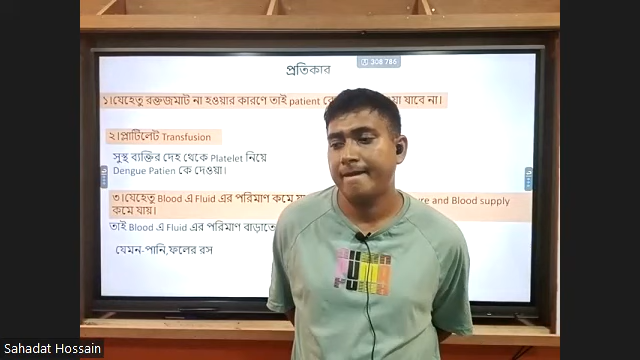 প্রতিকার
308 786
১।যেহেতু রক্তজমাট না হওয়ার কারণে তাই patient যাবে না।
২।প্লাটিলেট Transfusion
সুস্থ ব্যক্তির দেহ থেকে Platelet নিয়ে
Dengue Patien কে দেওয়া।
৩।যেহেতু Blood এ Fluid এর পরিমাণ কমে and Blood supply
কমে যায়।
তাই Blood এ Fluid এর পরিমাণ বাড়াতে
যেমন-পানি,ফলের রস
Sahadat Hossain